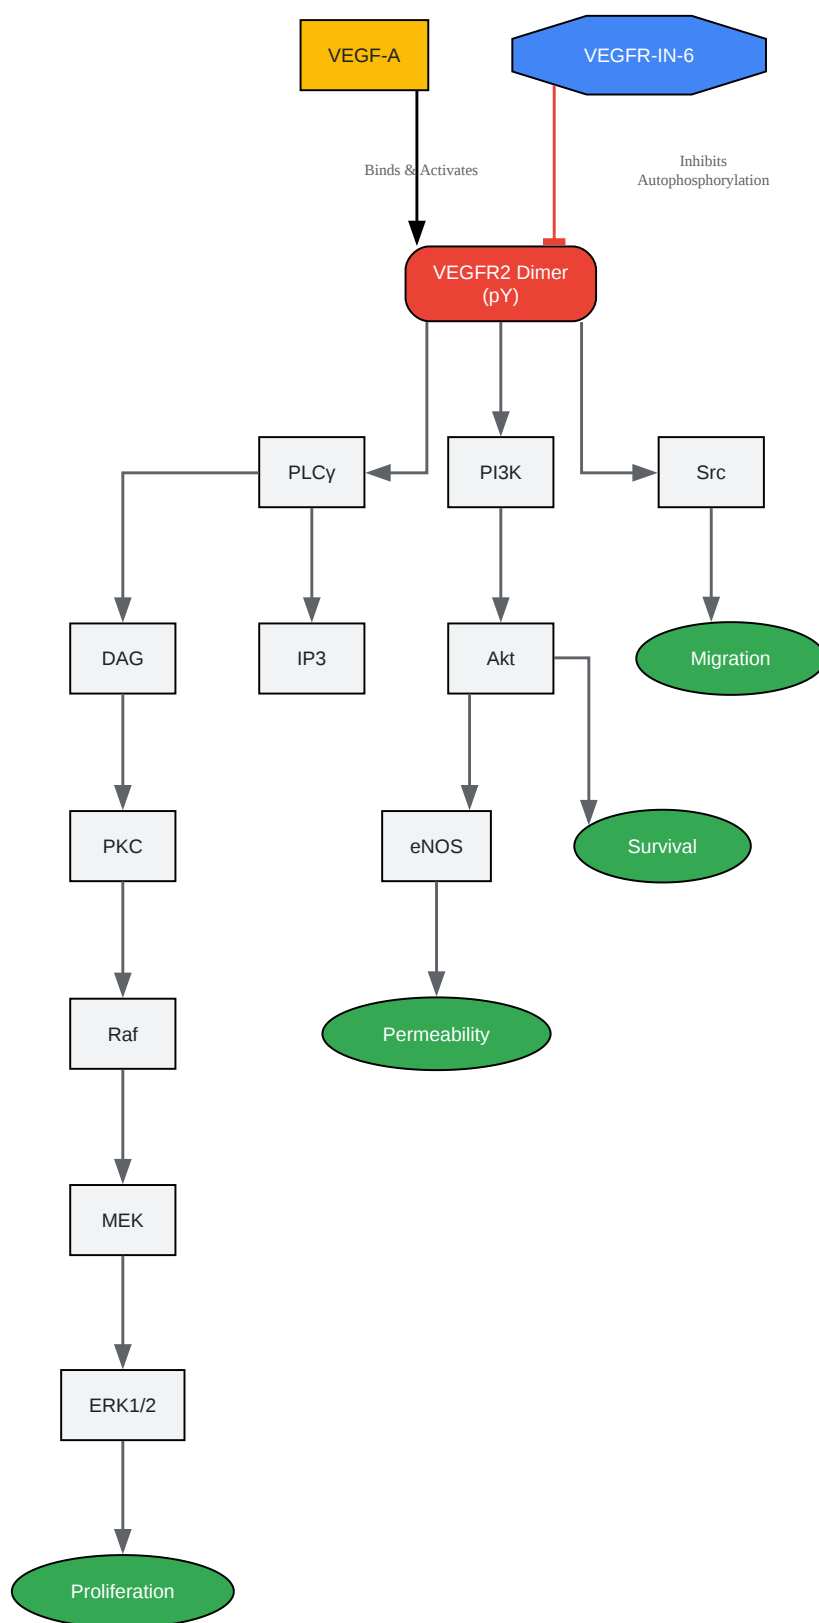 VEGF-A
VEGFR-IN-6
Binds & Activates
Inhibits
Autophosphorylation
VEGFR2 Dimer
(pY)
PLCγ
PI3K
Src
DAG
IP3
Akt
Migration
PKC
eNOS
Survival
Raf
Permeability
MEK
ERK1/2
Proliferation